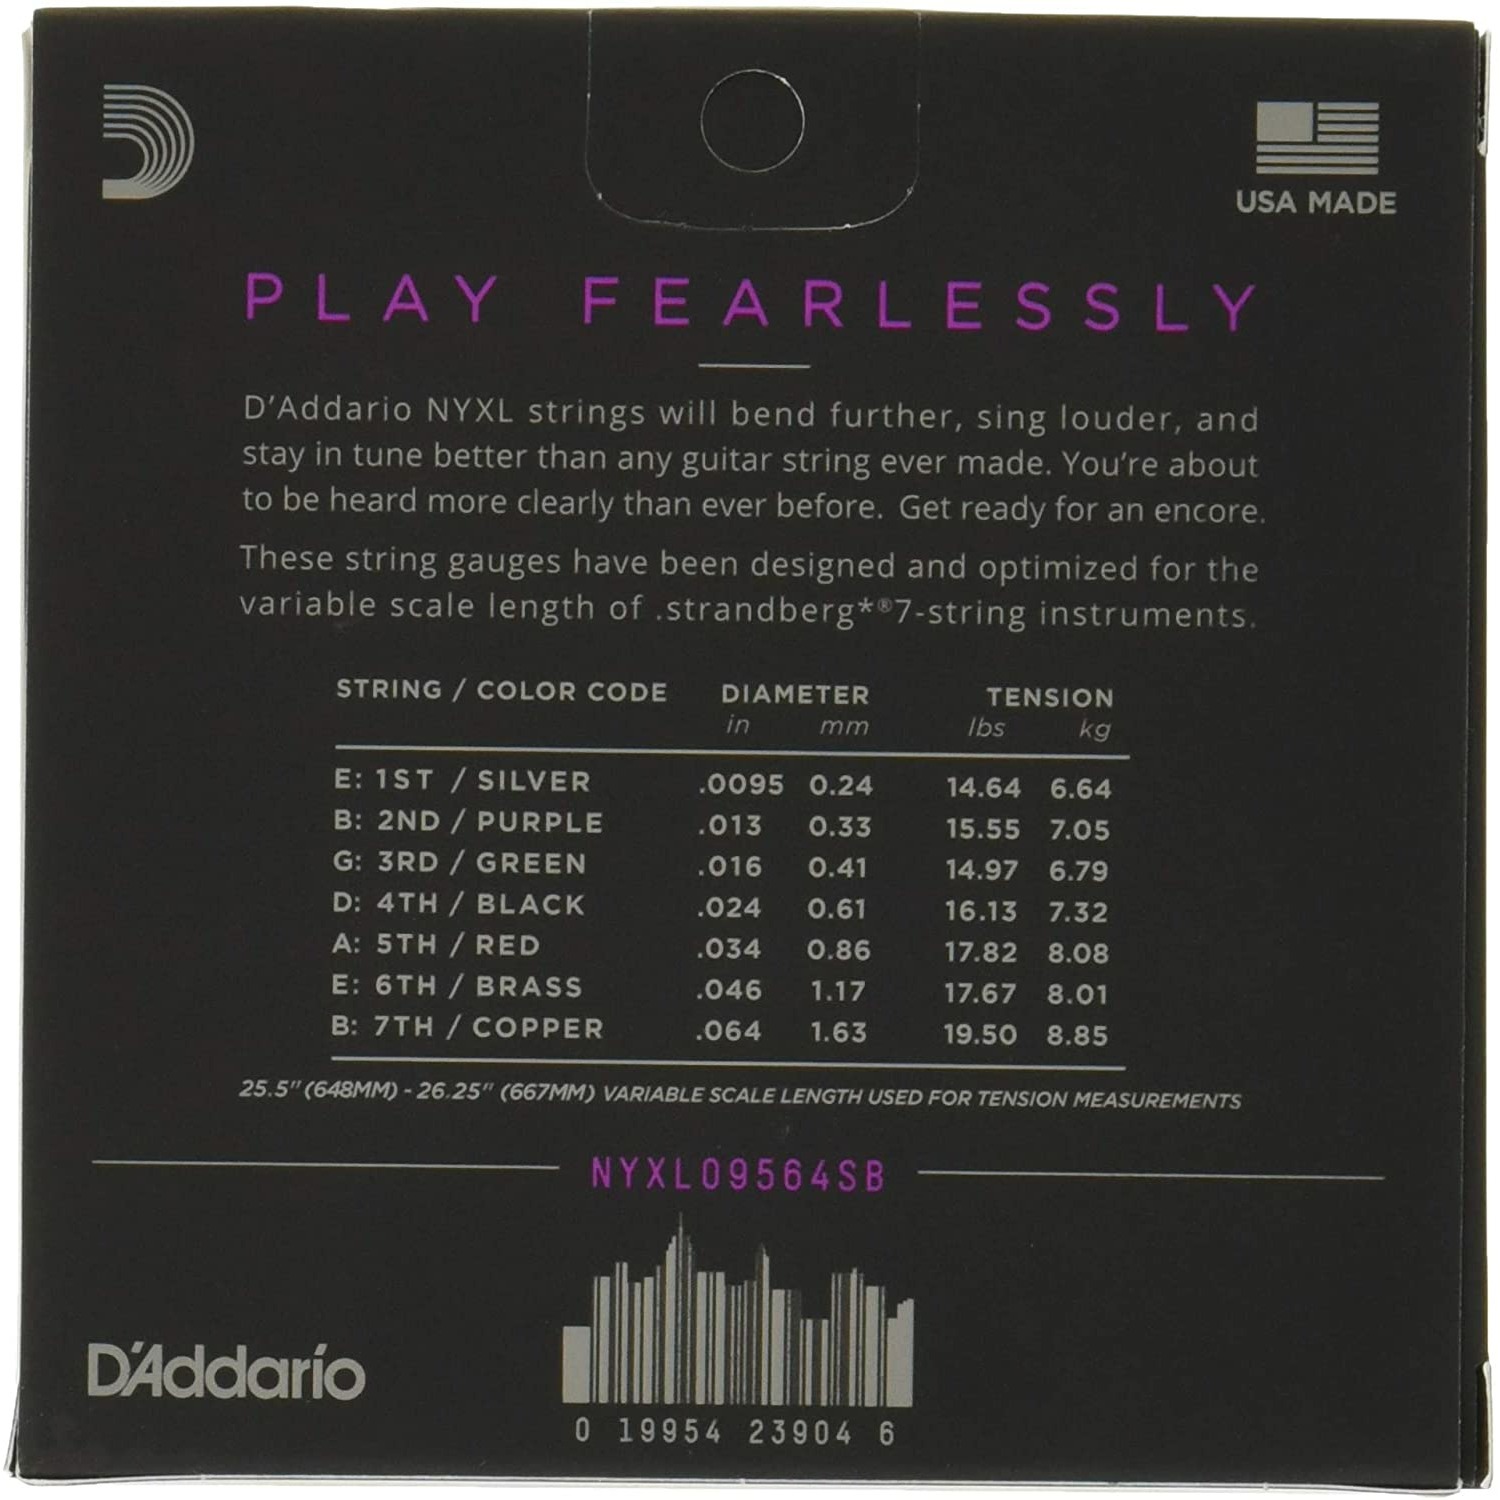 USA MADE
PLAY FEARLESSLY
D'Addario NYXL strings will bend further, sing louder, and
stay in tune better than any guitar string ever made. You're about
to be heard more clearly than ever before. Get ready for an encore.
These string gauges have been designed and optimized for the
variable scale length of .strandberg*®7-string instruments.
STRING / COLOR CODE DIAMETER TENSION
in mm lbs kg
E: 1ST / SILVER .0095 0.24 14.64 6.64
B: 2ND / PURPLE .013 0.33 15.55 7.05
G: 3RD / GREEN .016 0.41 14.97 6.79
D: 4TH / BLACK .024 0.61 16.13 7.32
A: 5TH / RED .034 0.86 17.82 8.08
E: 6TH / BRASS .046 1.17 17.67 8.01
B: 7TH / COPPER .064 1.63 19.50 8.85
25.5" (648MM) - 26.25" (667MM) VARIABLE SCALE LENGTH USED FOR TENSION MEASUREMENTS
NYXL09564SB
D'Addario
0 19954 23904 6